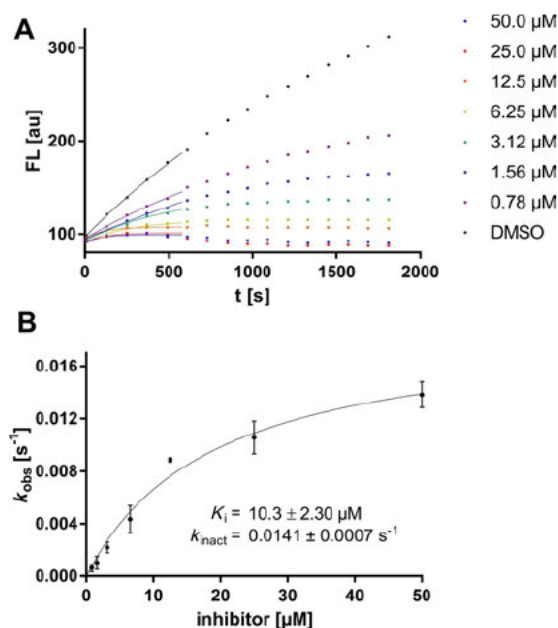 A
300
200
100
FL [au]
0
500
1000
1500
2000
t [s]
50.0 µM
25.0 µM
12.5 µM
6.25 µM
3.12 µM
1.56 µM
0.78 µM
DMSO
B
0.016
0.012
0.008
0.004
0.000
kobs [s⁻¹]
Ki = 10.3 ± 2.30 µM
kinact = 0.0141 ± 0.0007 s⁻¹
0
10
20
30
40
50
inhibitor [µM]